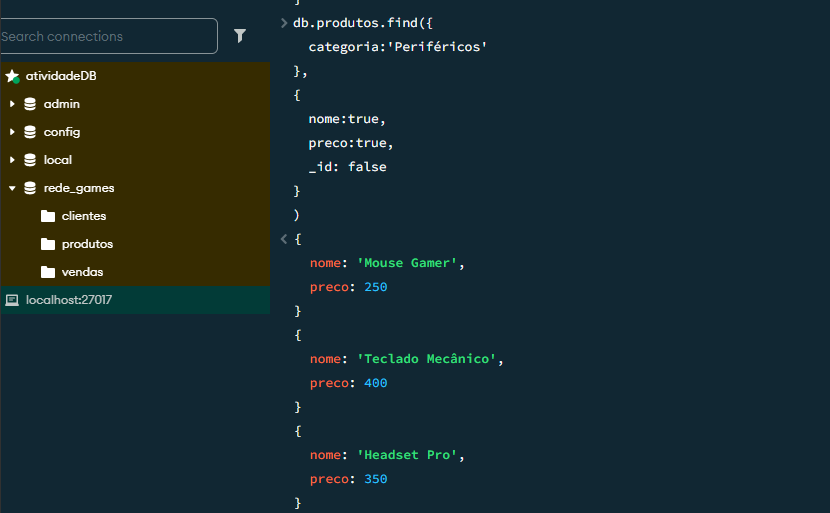 Search connections
atividadeDB
admin
config
local
rede_games
clientes
produtos
vendas
localhost:27017
}
> db.produtos.find({
categoria:'Periféricos'
},
{
nome:true,
preco:true,
_id: false
}
)
< {
nome: 'Mouse Gamer',
preco: 250
}
{
nome: 'Teclado Mecânico',
preco: 400
}
{
nome: 'Headset Pro',
preco: 350
}